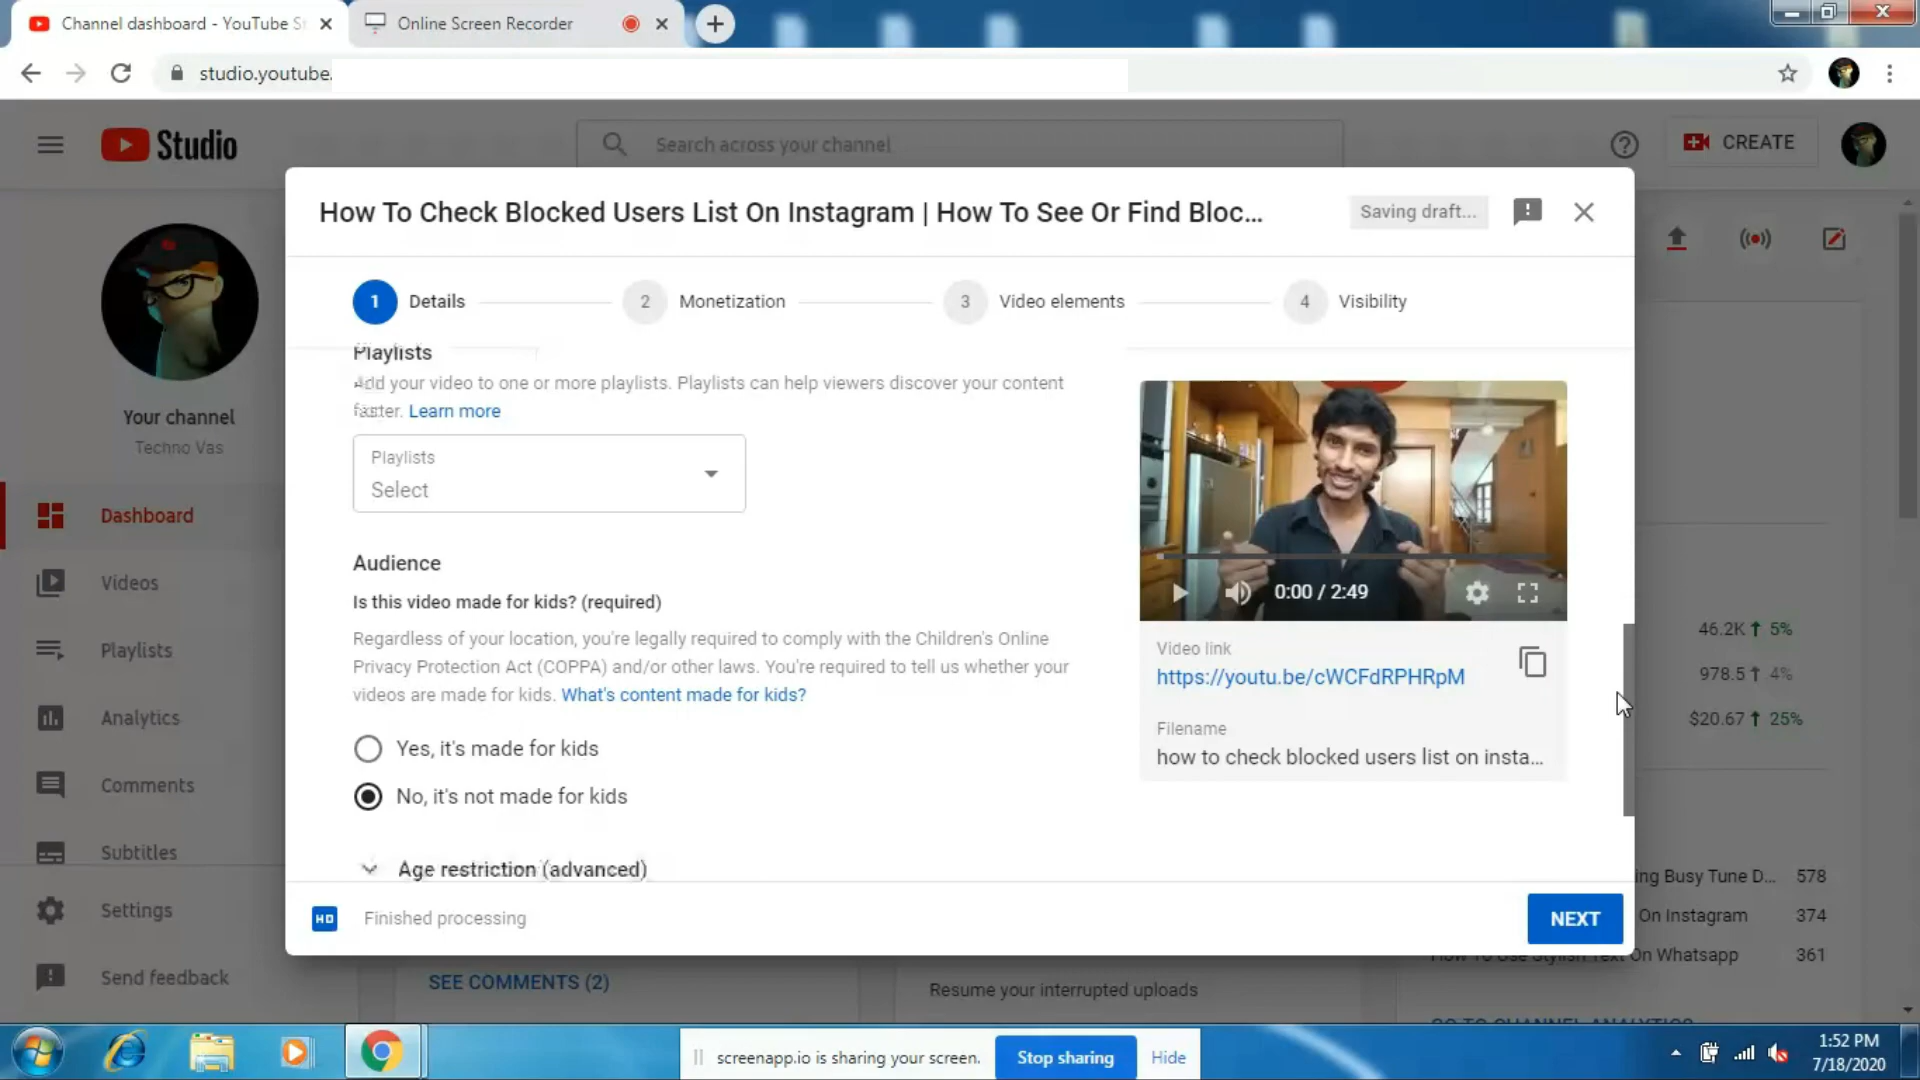 Channel dashboard - YouTube St
Online Screen Recorder
studio.youtube.
Studio
Search across your channel
CREATE
How To Check Blocked Users List On Instagram | How To See Or Find Bloc...
Saving draft...
1 Details
2 Monetization
3 Video elements
4 Visibility
Your channel
Techno Vas
Dashboard
Videos
Playlists
Analytics
Comments
Subtitles
Settings
Send feedback
Playlists
Add your video to one or more playlists. Playlists can help viewers discover your content
faster. Learn more
Playlists
Select
Audience
Is this video made for kids? (required)
Regardless of your location, you're legally required to comply with the Children's Online
Privacy Protection Act (COPPA) and/or other laws. You're required to tell us whether your
videos are made for kids. What's content made for kids?
Yes, it's made for kids
No, it's not made for kids
Age restriction (advanced)
0:00 / 2:49
Video link
https://youtu.be/cWCFdRPHRpM
Filename
how to check blocked users list on insta...
HD Finished processing
NEXT
46.2K 5%
978.5 4%
$20.67 25%
ing Busy Tune D... 578
On Instagram 374
How To Use Stylish Text On Whatsapp 361
SEE COMMENTS (2)
Resume your interrupted uploads
GO TO CHANNEL ANALYTICS
screenapp.io is sharing your screen.
Stop sharing
Hide
1:52 PM
7/18/2020